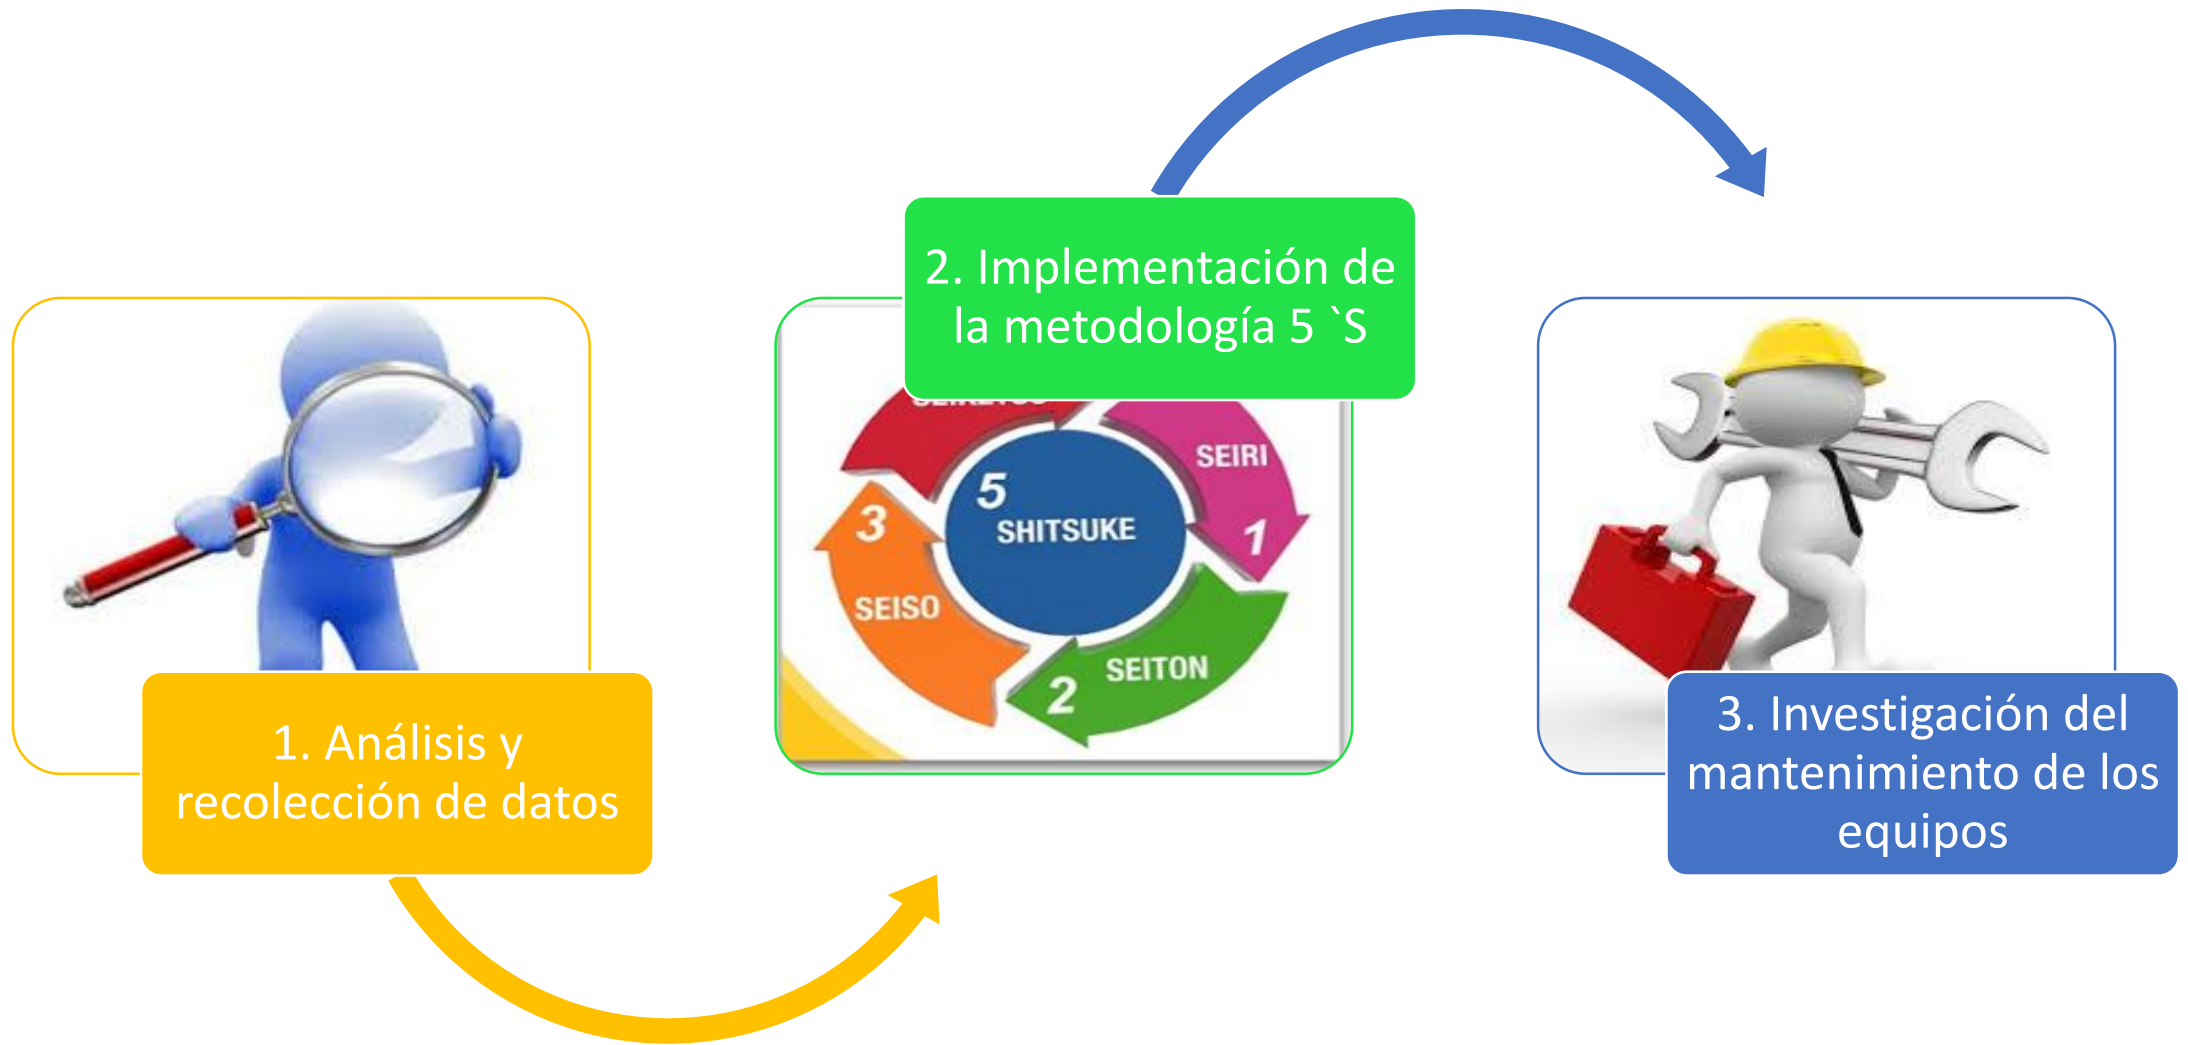 1. Análisis y
recolección de datos
2. Implementación de
la metodología 5 `S
SEIRI
1
5
SHITSUKE
3
SEISO
SEITON
2
3. Investigación del
mantenimiento de los
equipos